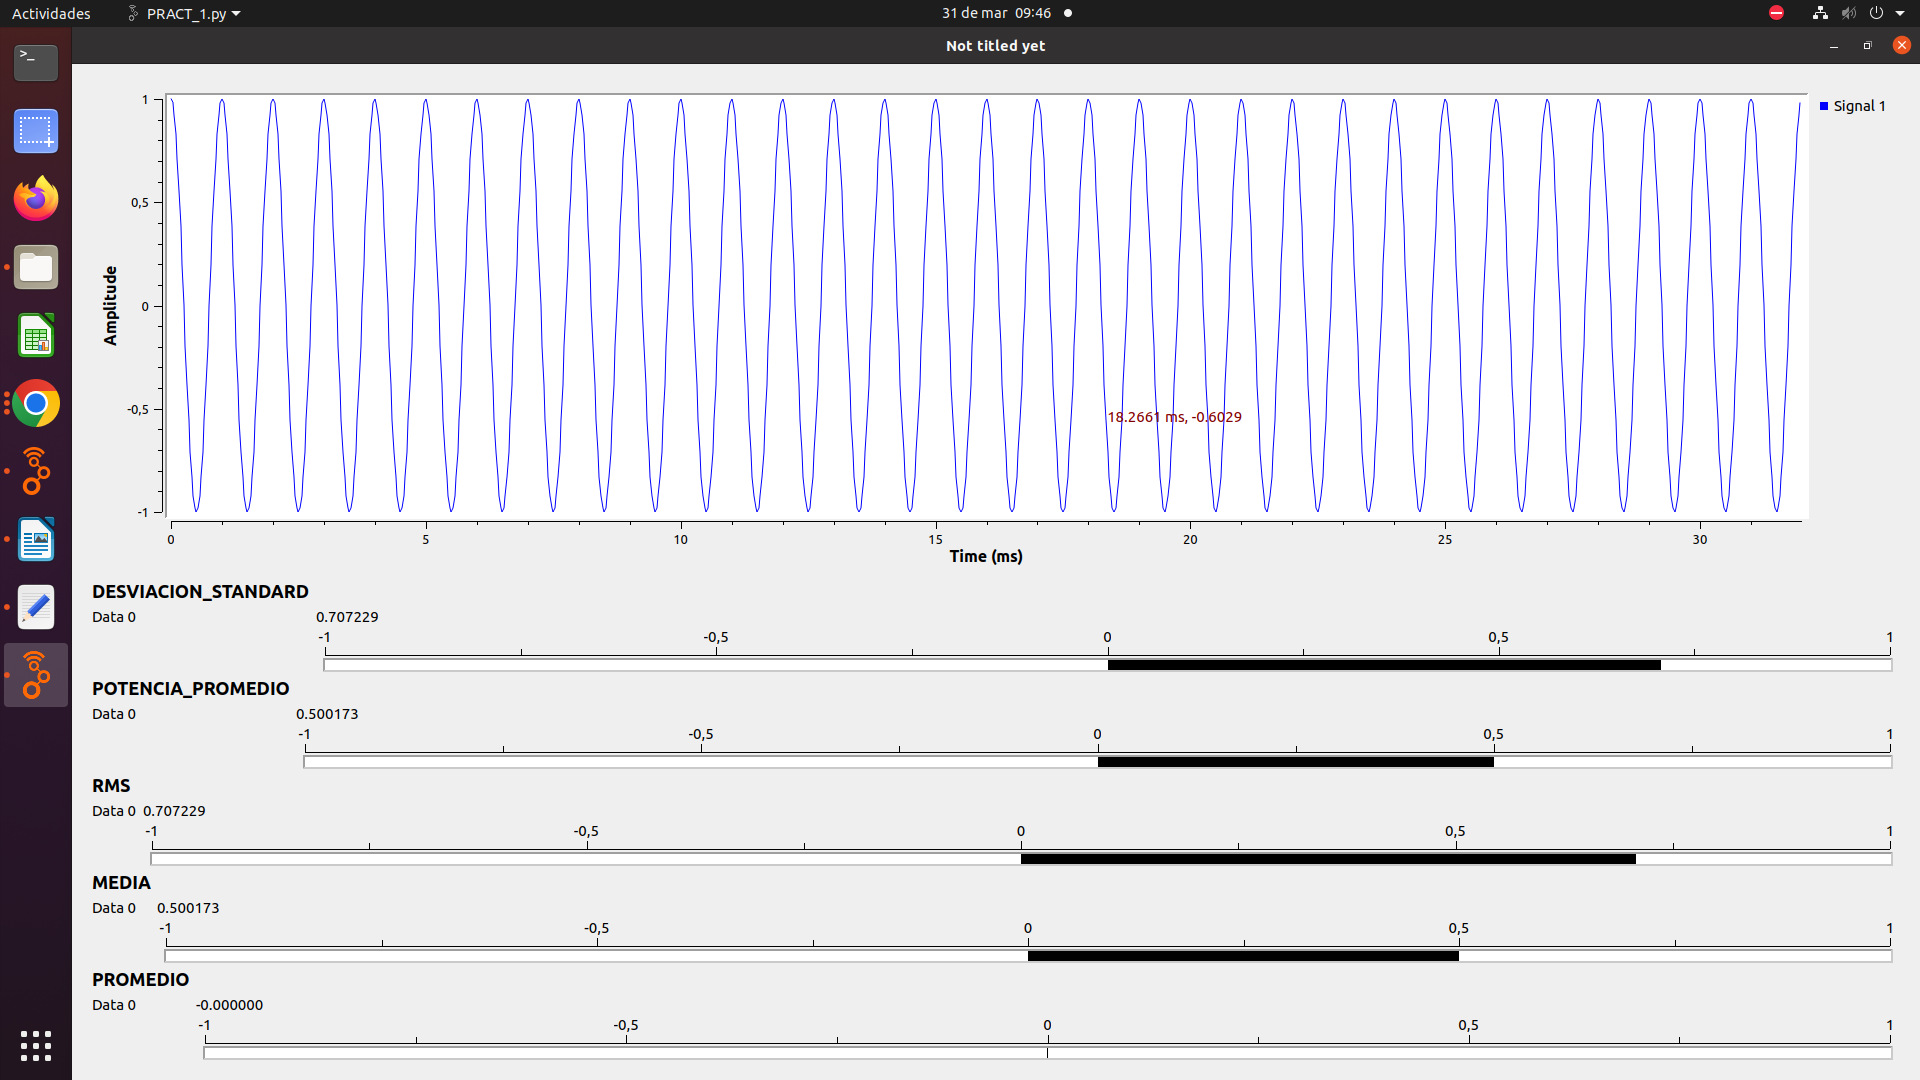 Actividades PRACT_1.py 31 de mar 09:46
Not titled yet
Signal 1
1
0,5
0
-0,5
-1
Amplitude
18.2661 ms, -0.6029
0 5 10 15 20 25 30
Time (ms)
DESVIACION_STANDARD
Data 0 0.707229
-1 -0,5 0 0,5 1
POTENCIA_PROMEDIO
Data 0 0.500173
-1 -0,5 0 0,5 1
RMS
Data 0 0.707229
-1 -0,5 0 0,5 1
MEDIA
Data 0 0.500173
-1 -0,5 0 0,5 1
PROMEDIO
Data 0 -0.000000
-1 -0,5 0 0,5 1